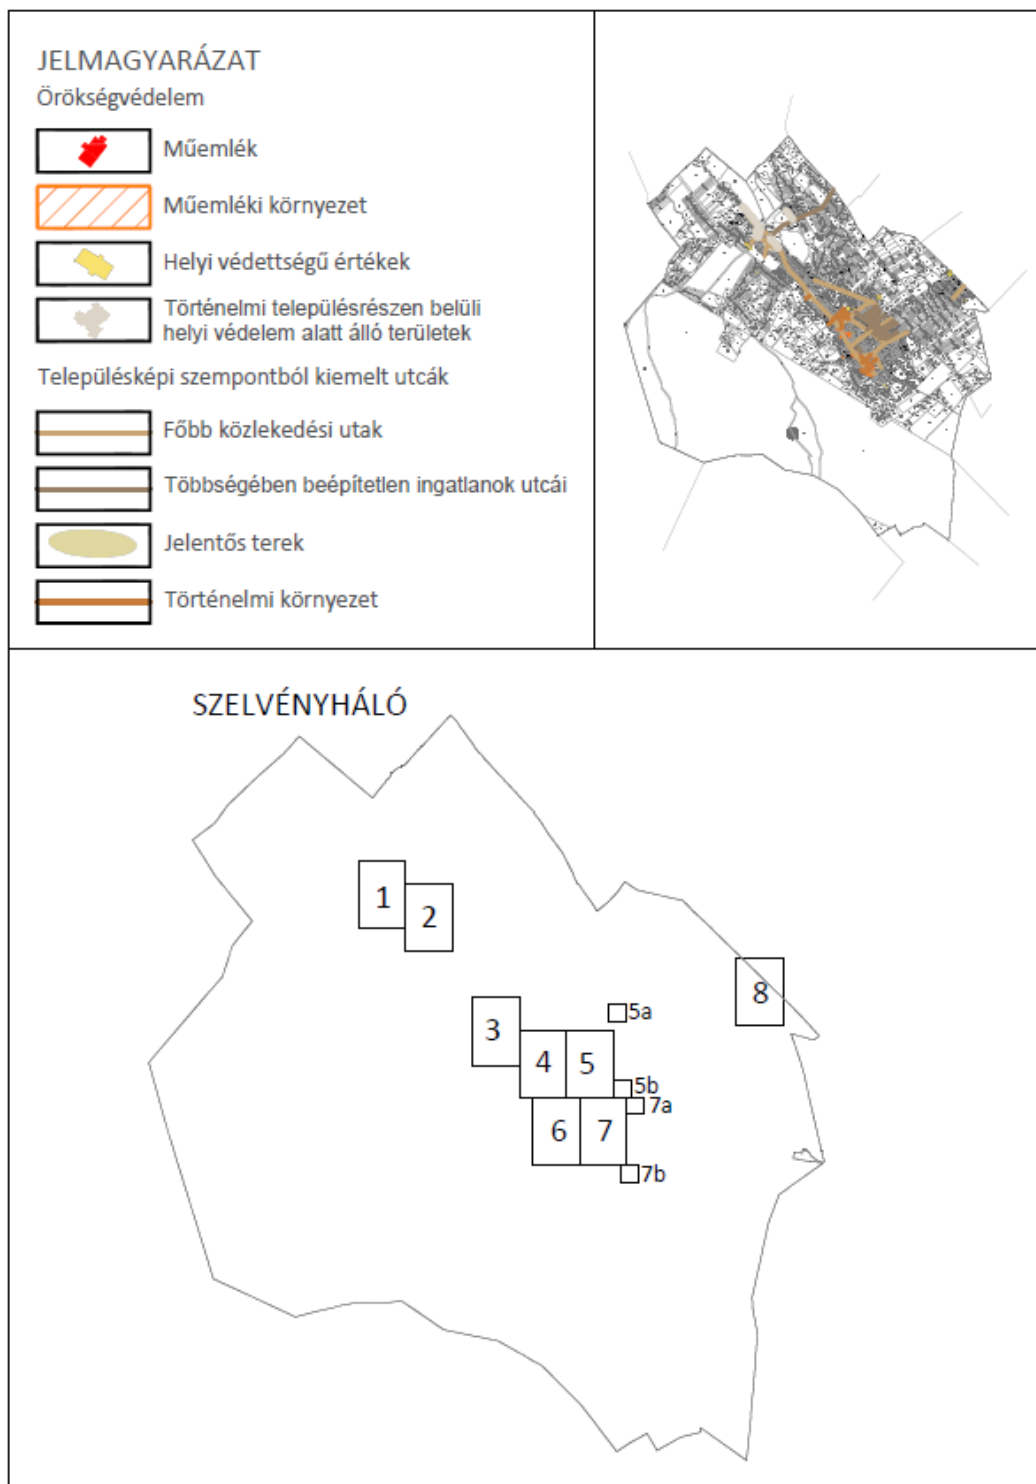 JELMAGYARÁZAT
Örökségvédelem
Műemlék
Műemléki környezet
Helyi védettségű értékek
Történelmi településrészen belüli
helyi védelem alatt álló területek
Településképi szempontból kiemelt utcák
Főbb közlekedési utak
Többségében beépítetlen ingatlanok utcái
Jelentős terek
Történelmi környezet
SZELVÉNYHÁLÓ
1
2
8
3
5a
4
5
5b
7a
6
7
7b